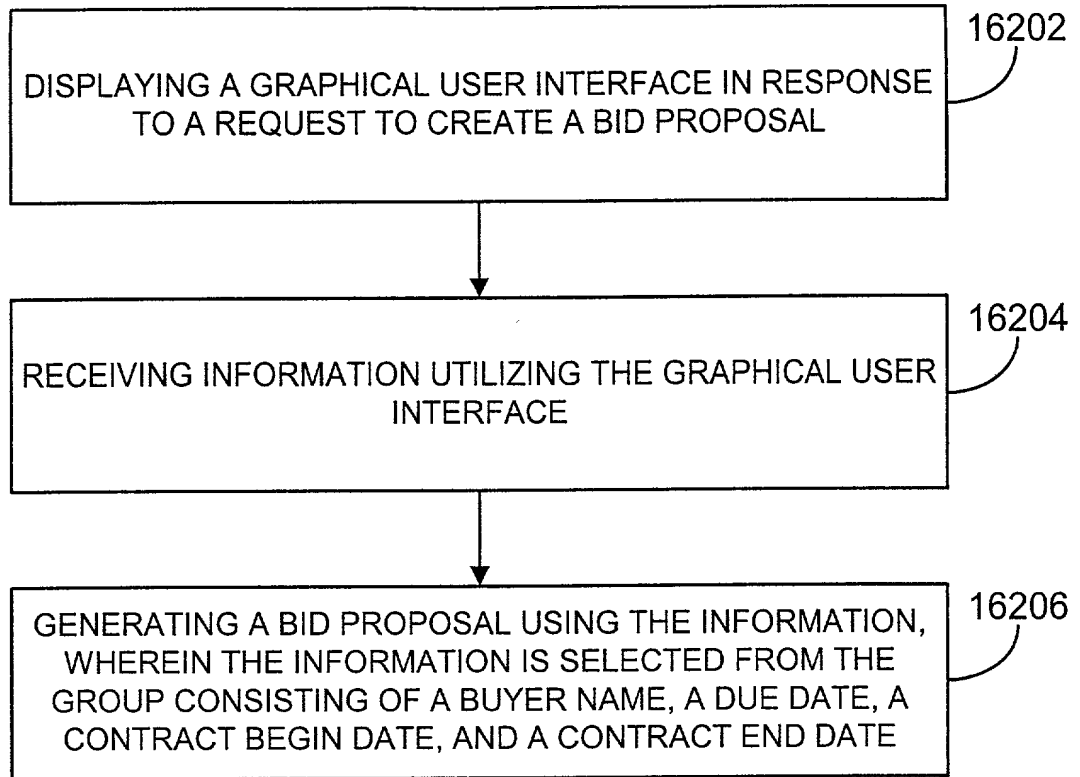 16202
DISPLAYING A GRAPHICAL USER INTERFACE IN RESPONSE
TO A REQUEST TO CREATE A BID PROPOSAL
16204
RECEIVING INFORMATION UTILIZING THE GRAPHICAL USER
INTERFACE
16206
GENERATING A BID PROPOSAL USING THE INFORMATION,
WHEREIN THE INFORMATION IS SELECTED FROM THE
GROUP CONSISTING OF A BUYER NAME, A DUE DATE, A
CONTRACT BEGIN DATE, AND A CONTRACT END DATE